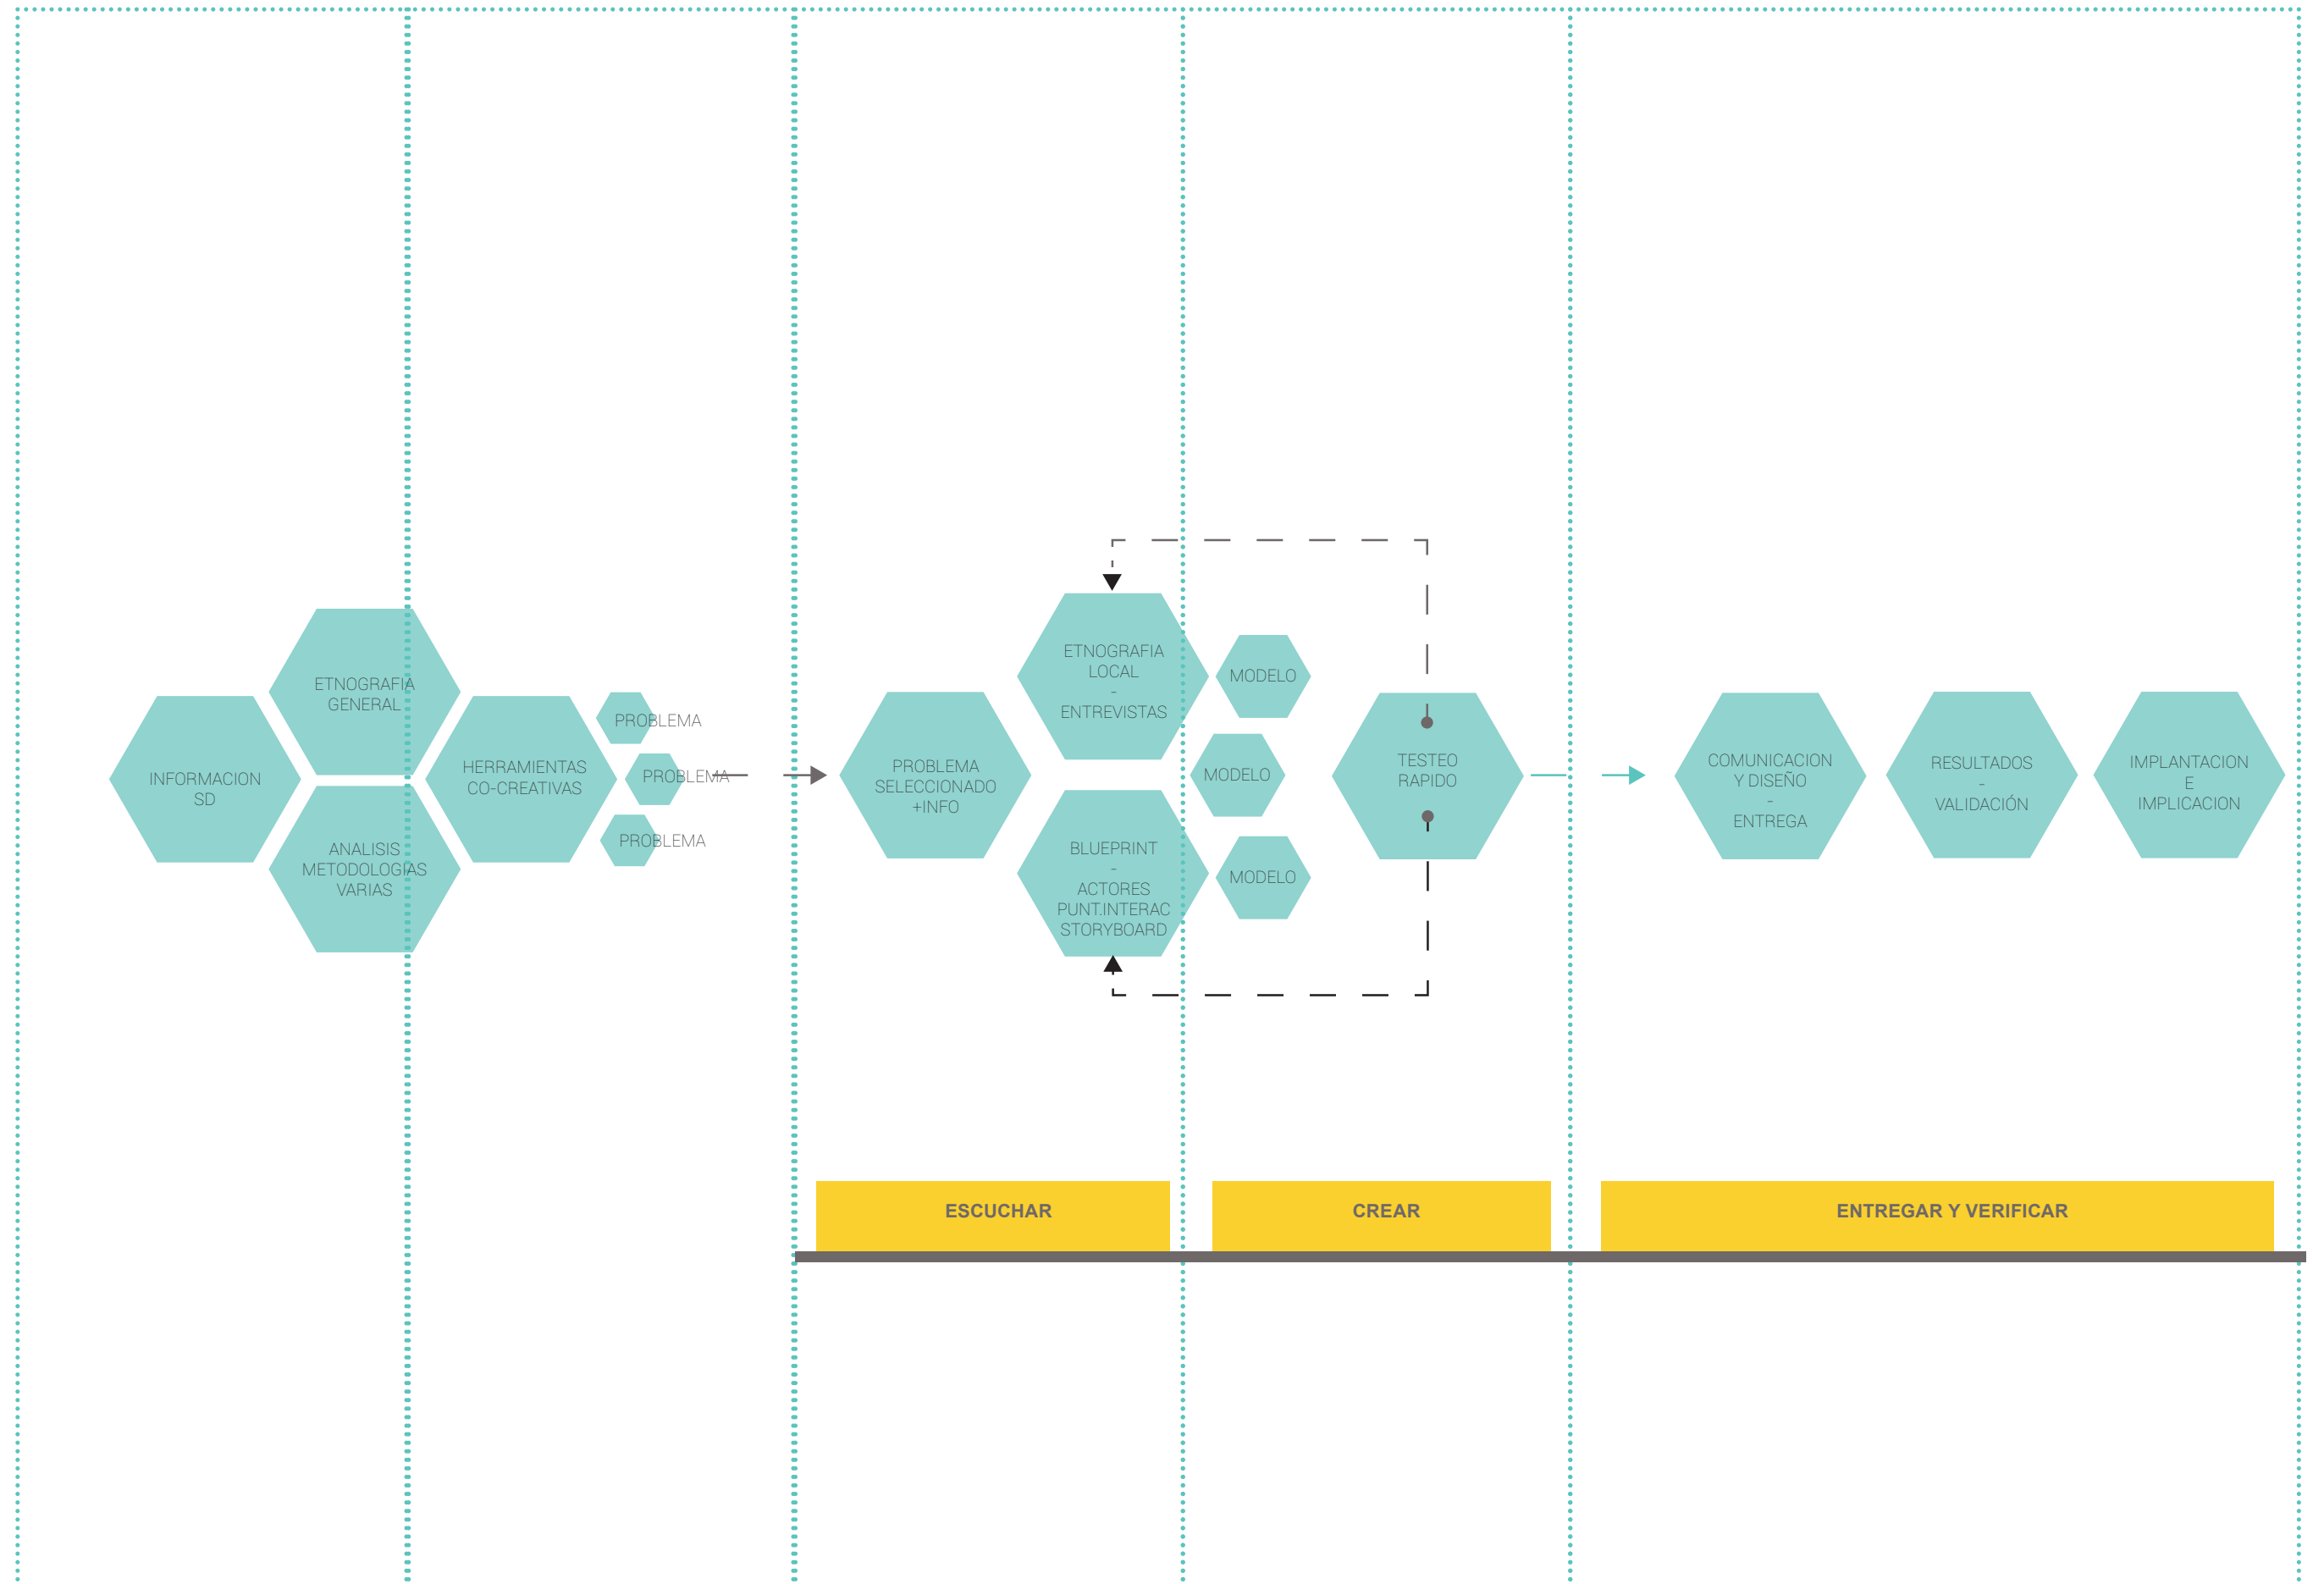 INFORMACION
SD
ETNOGRAFIA
GENERAL
ANALISIS
METODOLOGIAS
VARIAS
HERRAMIENTAS
CO-CREATIVAS
PROBLEMA
PROBLEMA
PROBLEMA
PROBLEMA
SELECCIONADO
+INFO
ETNOGRAFIA
LOCAL
-
ENTREVISTAS
BLUEPRINT
-
ACTORES
PUNT.INTERAC
STORYBOARD
MODELO
MODELO
MODELO
TESTEO
RAPIDO
COMUNICACION
Y DISEÑO
-
ENTREGA
RESULTADOS
-
VALIDACIÓN
IMPLANTACION
E
IMPLICACION
ESCUCHAR
CREAR
ENTREGAR Y VERIFICAR